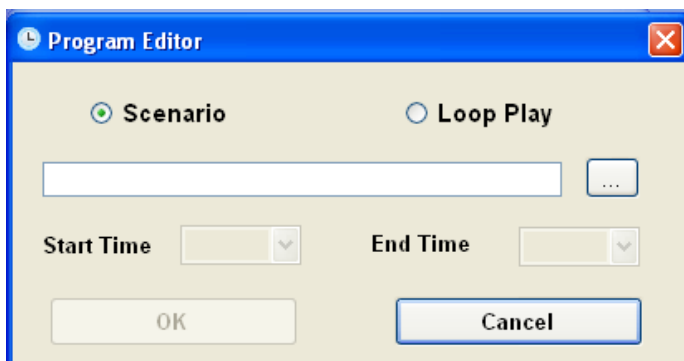 Program Editor
Scenario Loop Play
...
Start Time End Time
OK Cancel